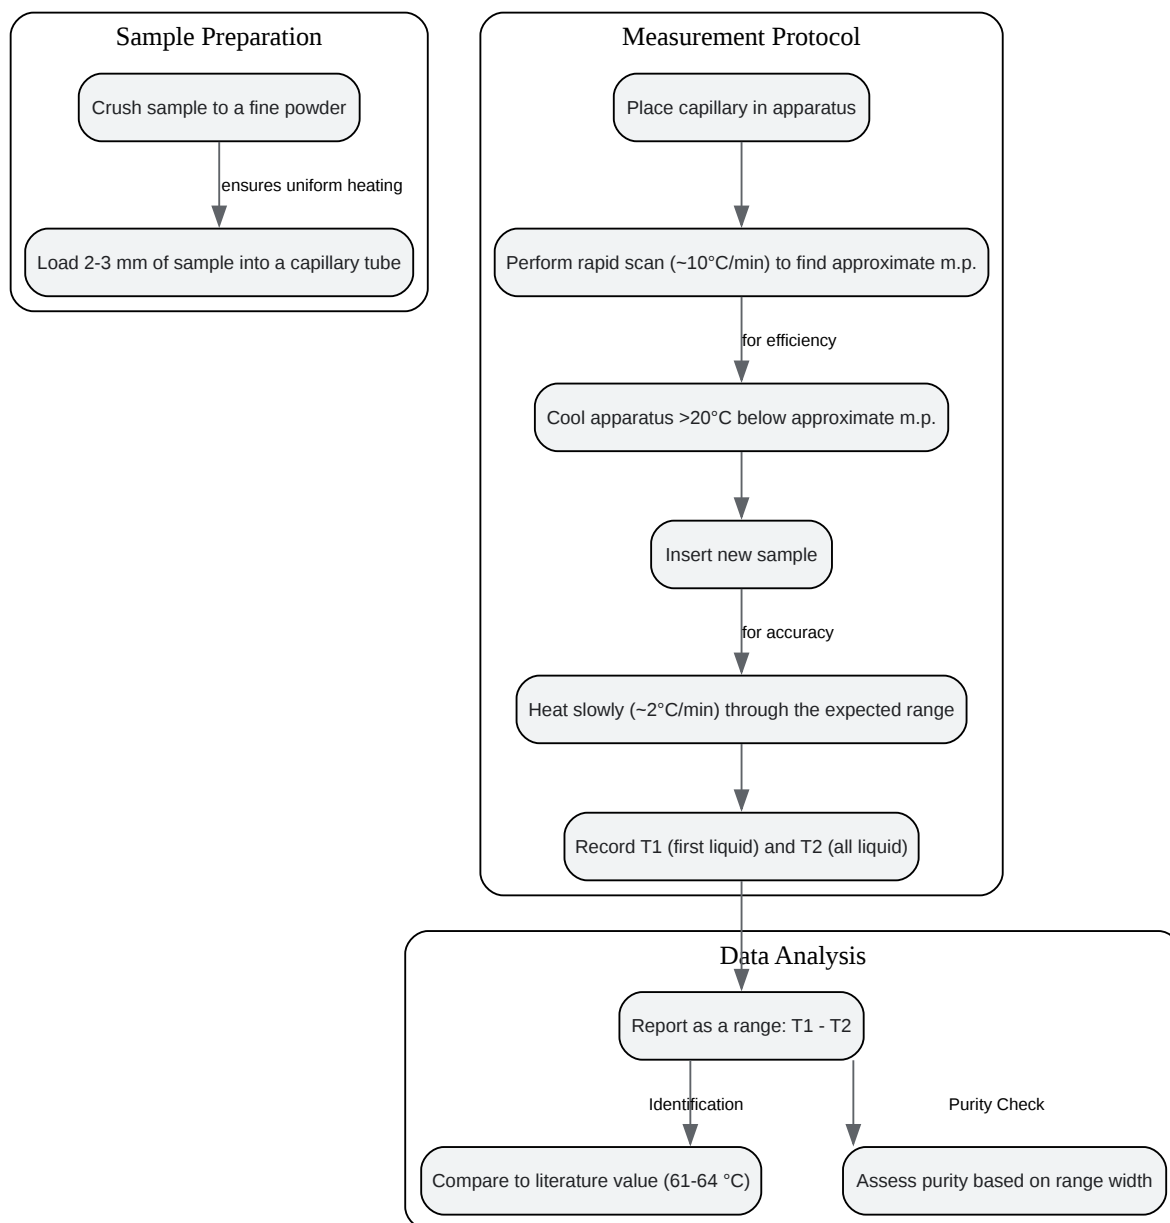 Sample Preparation
Crush sample to a fine powder
ensures uniform heating
Load 2-3 mm of sample into a capillary tube
Measurement Protocol
Place capillary in apparatus
Perform rapid scan (~10°C/min) to find approximate m.p.
for efficiency
Cool apparatus >20°C below approximate m.p.
Insert new sample
for accuracy
Heat slowly (~2°C/min) through the expected range
Record T1 (first liquid) and T2 (all liquid)
Data Analysis
Report as a range: T1 - T2
Identification
Purity Check
Compare to literature value (61-64 °C)
Assess purity based on range width